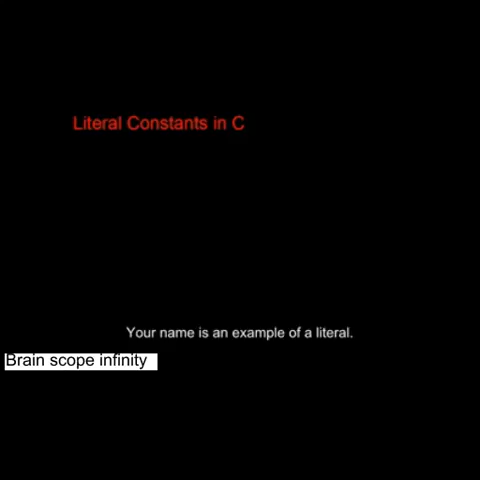 Literal Constants in C
Your name is an example of a literal.
Brain scope infinity